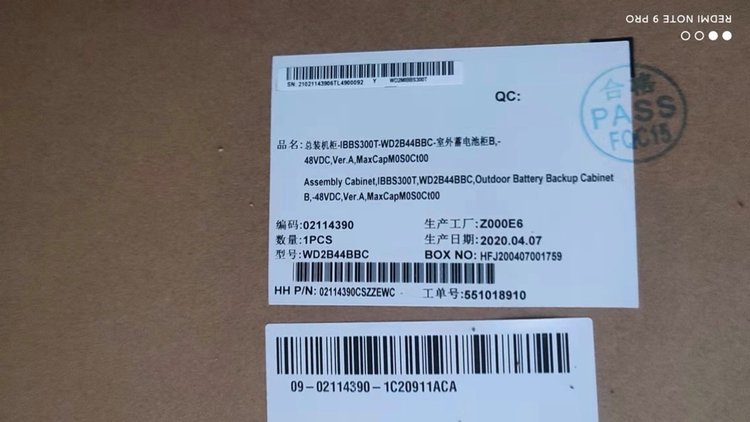 REDMI NOTE 9 PRO
SN: 21021143906TL4900092 Y WD2MIBBS300T
QC:
合格
PASS
FQC15
品名: 总装机柜-IBBS300T-WD2B44BBC-室外蓄电池柜B,-
48VDC,Ver.A,MaxCapM0S0Ct00
Assembly Cabinet,IBBS300T,WD2B44BBC,Outdoor Battery Backup Cabinet
B,-48VDC,Ver.A,MaxCapM0S0Ct00
编码: 02114390 生产工厂: Z000E6
数量: 1PCS 生产日期: 2020.04.07
型号: WD2B44BBC BOX NO: HFJ200407001759
HH P/N: 02114390CSZZEWC 工单号: 551018910
09-02114390-1C20911ACA